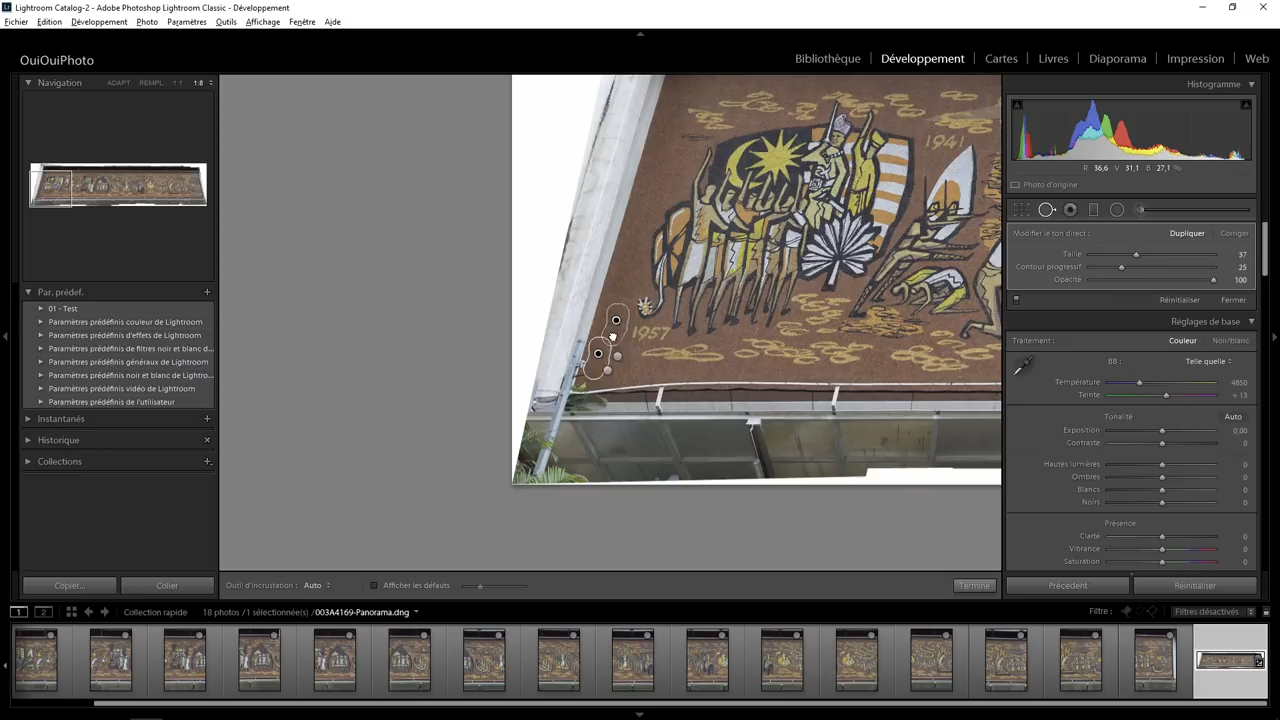 Lightroom Catalog-2 - Adobe Photoshop Lightroom Classic - Développement
Fichier Edition Développement Photo Paramètres Outils Affichage Fenêtre Aide
OuiOuiPhoto
Bibliothèque Développement Cartes Livres Diaporama Impression Web
Navigation ADAPT. REMPL. 1:1 1:8
Par. prédef.
01 - Test
Paramètres prédéfinis couleur de Lightroom
Paramètres prédéfinis d'effets de Lightroom
Paramètres prédéfinis de filtres noir et blanc d...
Paramètres prédéfinis généraux de Lightroom
Paramètres prédéfinis noir et blanc de Lightro...
Paramètres prédéfinis vidéo de Lightroom
Paramètres prédéfinis de l'utilisateur
Instantanés
Historique
Collections
Copier... Coller
1941
1957
Outil d'incrustation : Auto Afficher les défauts Terminé
Histogramme
R 36,6 V 31,1 B 27,1 %
Photo d'origine
Modifier le ton direct : Dupliquer Corriger
Taille 37
Contour progressif 25
Opacité 100
Réinitialiser Fermer
Réglages de base
Traitement : Couleur Noir/blanc
BB : Telle quelle
Température 4850
Teinte + 13
Tonalité Auto
Exposition 0,00
Contraste 0
Hautes lumières 0
Ombres 0
Blancs 0
Noirs 0
Présence
Clarté 0
Vibrance 0
Saturation 0
Précédent Réinitialiser
1 2 Collection rapide 18 photos /1 sélectionnée(s) /003A4169-Panorama.dng Filtre : Filtres désactivés